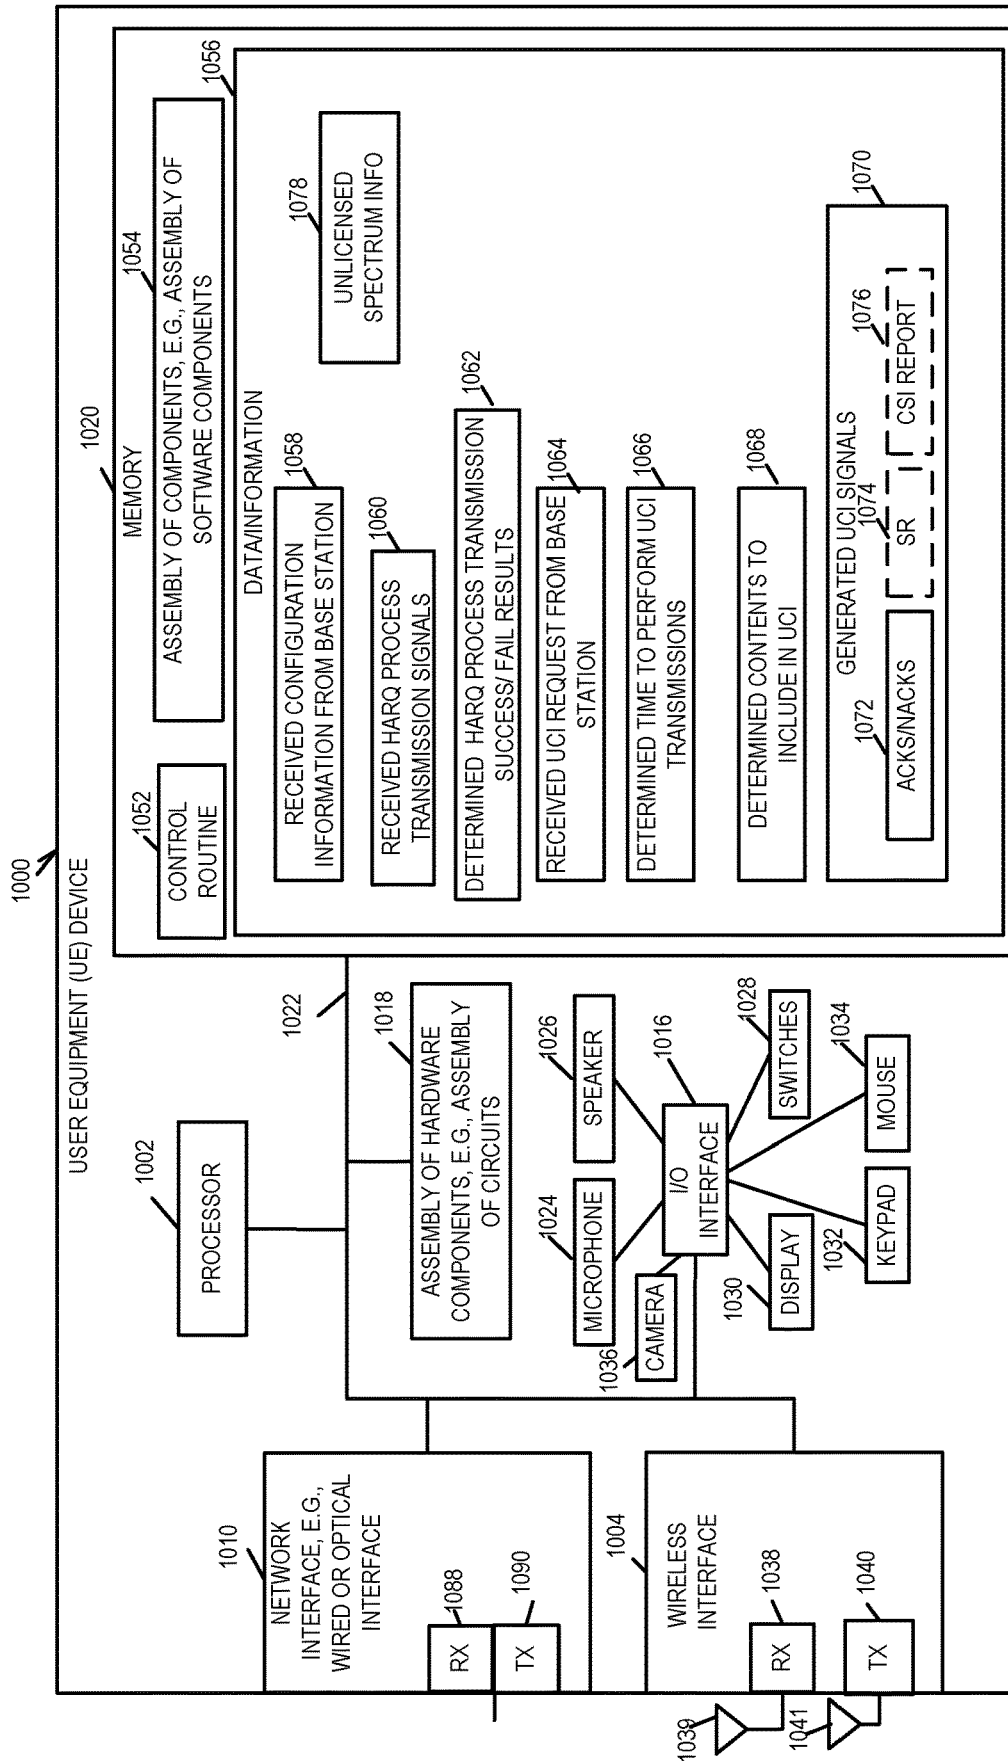 1000
USER EQUIPMENT (UE) DEVICE
1010
NETWORK
INTERFACE, E.G.,
WIRED OR OPTICAL
INTERFACE
RX
1088
TX
1090
1004
WIRELESS
INTERFACE
RX
1038
TX
1040
1039
1041
1002
PROCESSOR
1022
1018
ASSEMBLY OF HARDWARE
COMPONENTS, E.G., ASSEMBLY
OF CIRCUITS
1024
MICROPHONE
1026
SPEAKER
1036
CAMERA
1016
I/O
INTERFACE
1028
SWITCHES
1030
DISPLAY
1032
KEYPAD
1034
MOUSE
1020
MEMORY
1052
CONTROL
ROUTINE
1054
ASSEMBLY OF COMPONENTS, E.G., ASSEMBLY OF
SOFTWARE COMPONENTS
1056
DATA/INFORMATION
1058
RECEIVED CONFIGURATION
INFORMATION FROM BASE STATION
1060
RECEIVED HARQ PROCESS
TRANSMISSION SIGNALS
1062
DETERMINED HARQ PROCESS TRANSMISSION
SUCCESS/ FAIL RESULTS
1064
RECEIVED UCI REQUEST FROM BASE
STATION
1066
DETERMINED TIME TO PERFORM UCI
TRANSMISSIONS
1068
DETERMINED CONTENTS TO
INCLUDE IN UCI
1070
GENERATED UCI SIGNALS
1072
ACKS/NACKS
1074
SR
1076
CSI REPORT
1078
UNLICENSED
SPECTRUM INFO